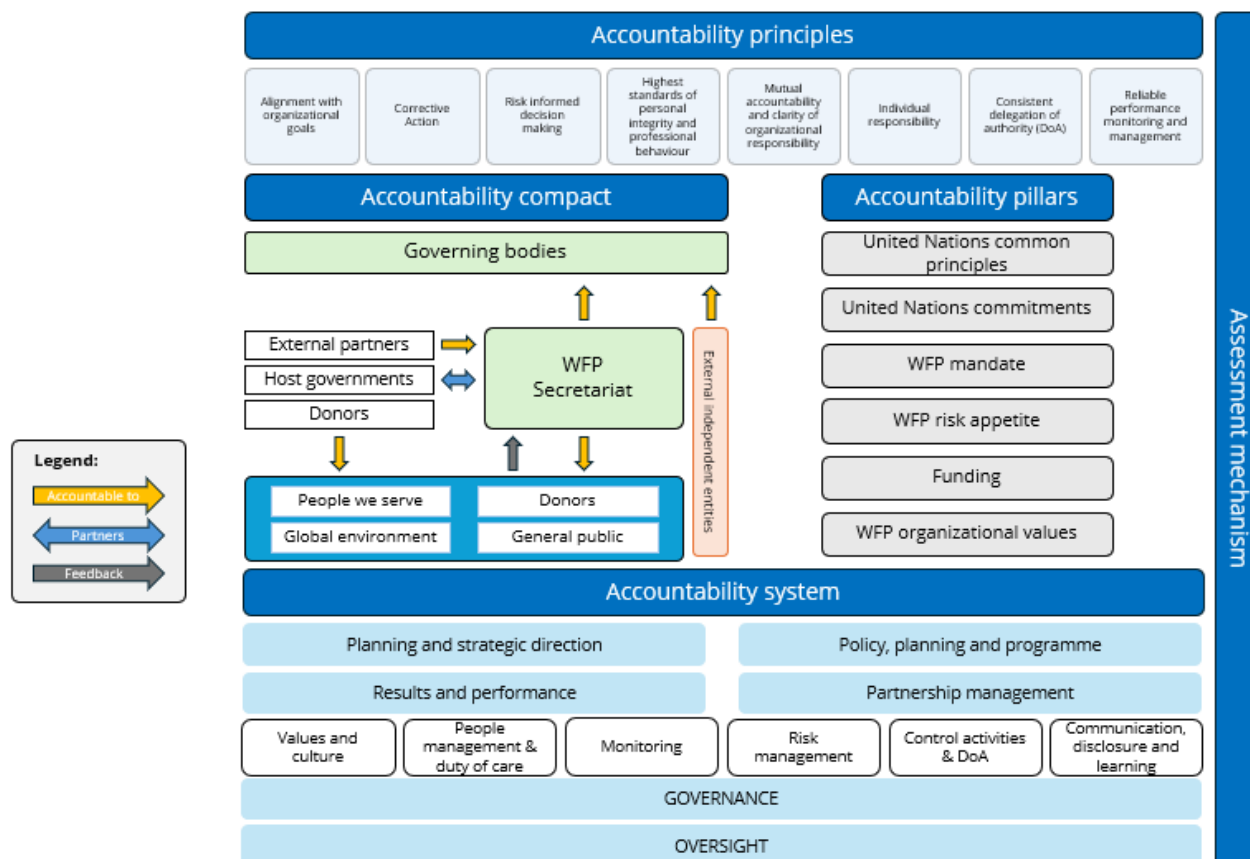 Accountability principles
Alignment with
organizational
goals
Corrective
Action
Risk informed
decision
making
Highest
standards of
personal
integrity and
professional
behaviour
Mutual
accountability
and clarity of
organizational
responsibility
Individual
responsibility
Consistent
delegation of
authority (DoA)
Reliable
performance
monitoring and
management
Accountability compact
Governing bodies
External partners
Host governments
Donors
WFP
Secretariat
External independent entities
People we serve
Donors
Global environment
General public
Accountability pillars
United Nations common
principles
United Nations commitments
WFP mandate
WFP risk appetite
Funding
WFP organizational values
Legend:
Accountable to
Partners
Feedback
Accountability system
Planning and strategic direction
Policy, planning and programme
Results and performance
Partnership management
Values and
culture
People
management &
duty of care
Monitoring
Risk
management
Control activities
& DoA
Communication,
disclosure and
learning
GOVERNANCE
OVERSIGHT
Assessment mechanism